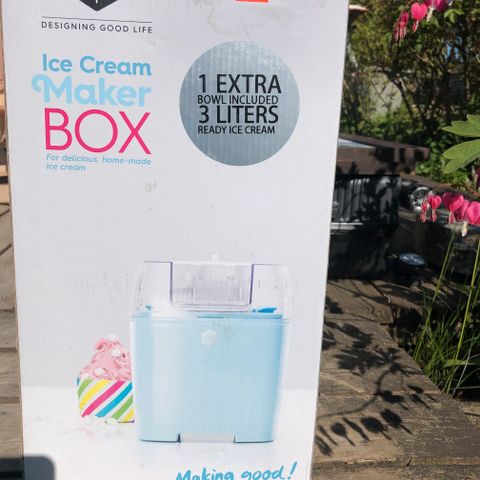 DESIGNING GOOD LIFE
Ice Cream
Maker
BOX
For delicious, home-made
ice cream
1 EXTRA
BOWL INCLUDED
3 LITERS
READY ICE CREAM
Making good!